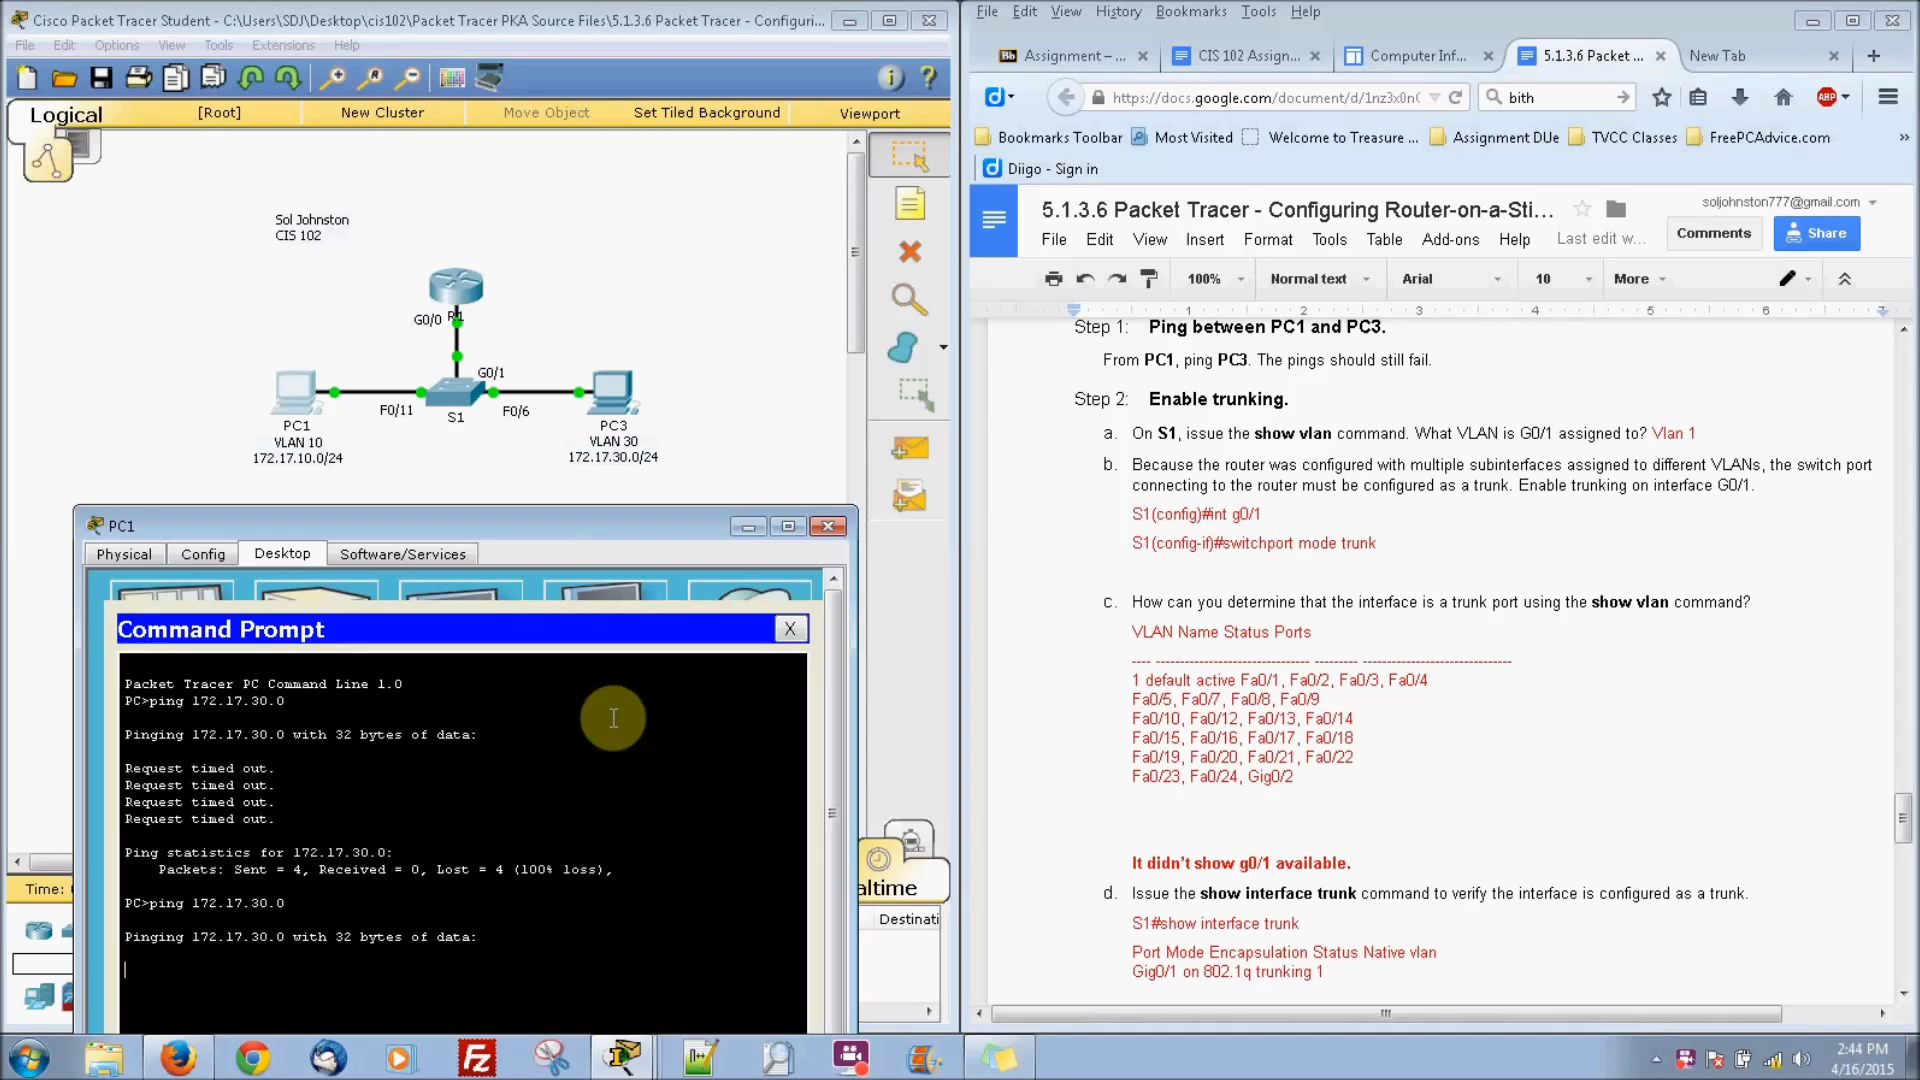 Cisco Packet Tracer Student - C:\Users\SDJ\Desktop\cis102\Packet Tracer PKA Source Files\5.1.3.6 Packet Tracer - Configuri...
File Edit Options View Tools Extensions Help
Logical [Root] New Cluster Move Object Set Tiled Background Viewport
Sol Johnston
CIS 102
G0/0 R1
G0/1
F0/11 S1 F0/6
PC1
VLAN 10
172.17.10.0/24
PC3
VLAN 30
172.17.30.0/24
PC1
Physical Config Desktop Software/Services
Command Prompt X
Packet Tracer PC Command Line 1.0
PC>ping 172.17.30.0
Pinging 172.17.30.0 with 32 bytes of data:
Request timed out.
Request timed out.
Request timed out.
Request timed out.
Ping statistics for 172.17.30.0:
Packets: Sent = 4, Received = 0, Lost = 4 (100% loss),
PC>ping 172.17.30.0
Pinging 172.17.30.0 with 32 bytes of data:
Time:
altime
Destinati
File Edit View History Bookmarks Tools Help
Bb Assignment – ... CIS 102 Assign... Computer Inf... 5.1.3.6 Packet ... New Tab
https://docs.google.com/document/d/1nz3x0n( bith ABP
Bookmarks Toolbar Most Visited Welcome to Treasure ... Assignment DUe TVCC Classes FreePCAdvice.com »
Diigo - Sign in
5.1.3.6 Packet Tracer - Configuring Router-on-a-Sti...
soljohnston777@gmail.com
File Edit View Insert Format Tools Table Add-ons Help Last edit w... Comments Share
100% Normal text Arial 10 More
1 2 3 4 5 6 7
Step 1: Ping between PC1 and PC3.
From PC1, ping PC3. The pings should still fail.
Step 2: Enable trunking.
a. On S1, issue the show vlan command. What VLAN is G0/1 assigned to? Vlan 1
b. Because the router was configured with multiple subinterfaces assigned to different VLANs, the switch port
connecting to the router must be configured as a trunk. Enable trunking on interface G0/1.
S1(config)#int g0/1
S1(config-if)#switchport mode trunk
c. How can you determine that the interface is a trunk port using the show vlan command?
VLAN Name Status Ports
---- -------------------------------- --------- -------------------------------
1 default active Fa0/1, Fa0/2, Fa0/3, Fa0/4
Fa0/5, Fa0/7, Fa0/8, Fa0/9
Fa0/10, Fa0/12, Fa0/13, Fa0/14
Fa0/15, Fa0/16, Fa0/17, Fa0/18
Fa0/19, Fa0/20, Fa0/21, Fa0/22
Fa0/23, Fa0/24, Gig0/2
It didn't show g0/1 available.
d. Issue the show interface trunk command to verify the interface is configured as a trunk.
S1#show interface trunk
Port Mode Encapsulation Status Native vlan
Gig0/1 on 802.1q trunking 1
2:44 PM
4/16/2015